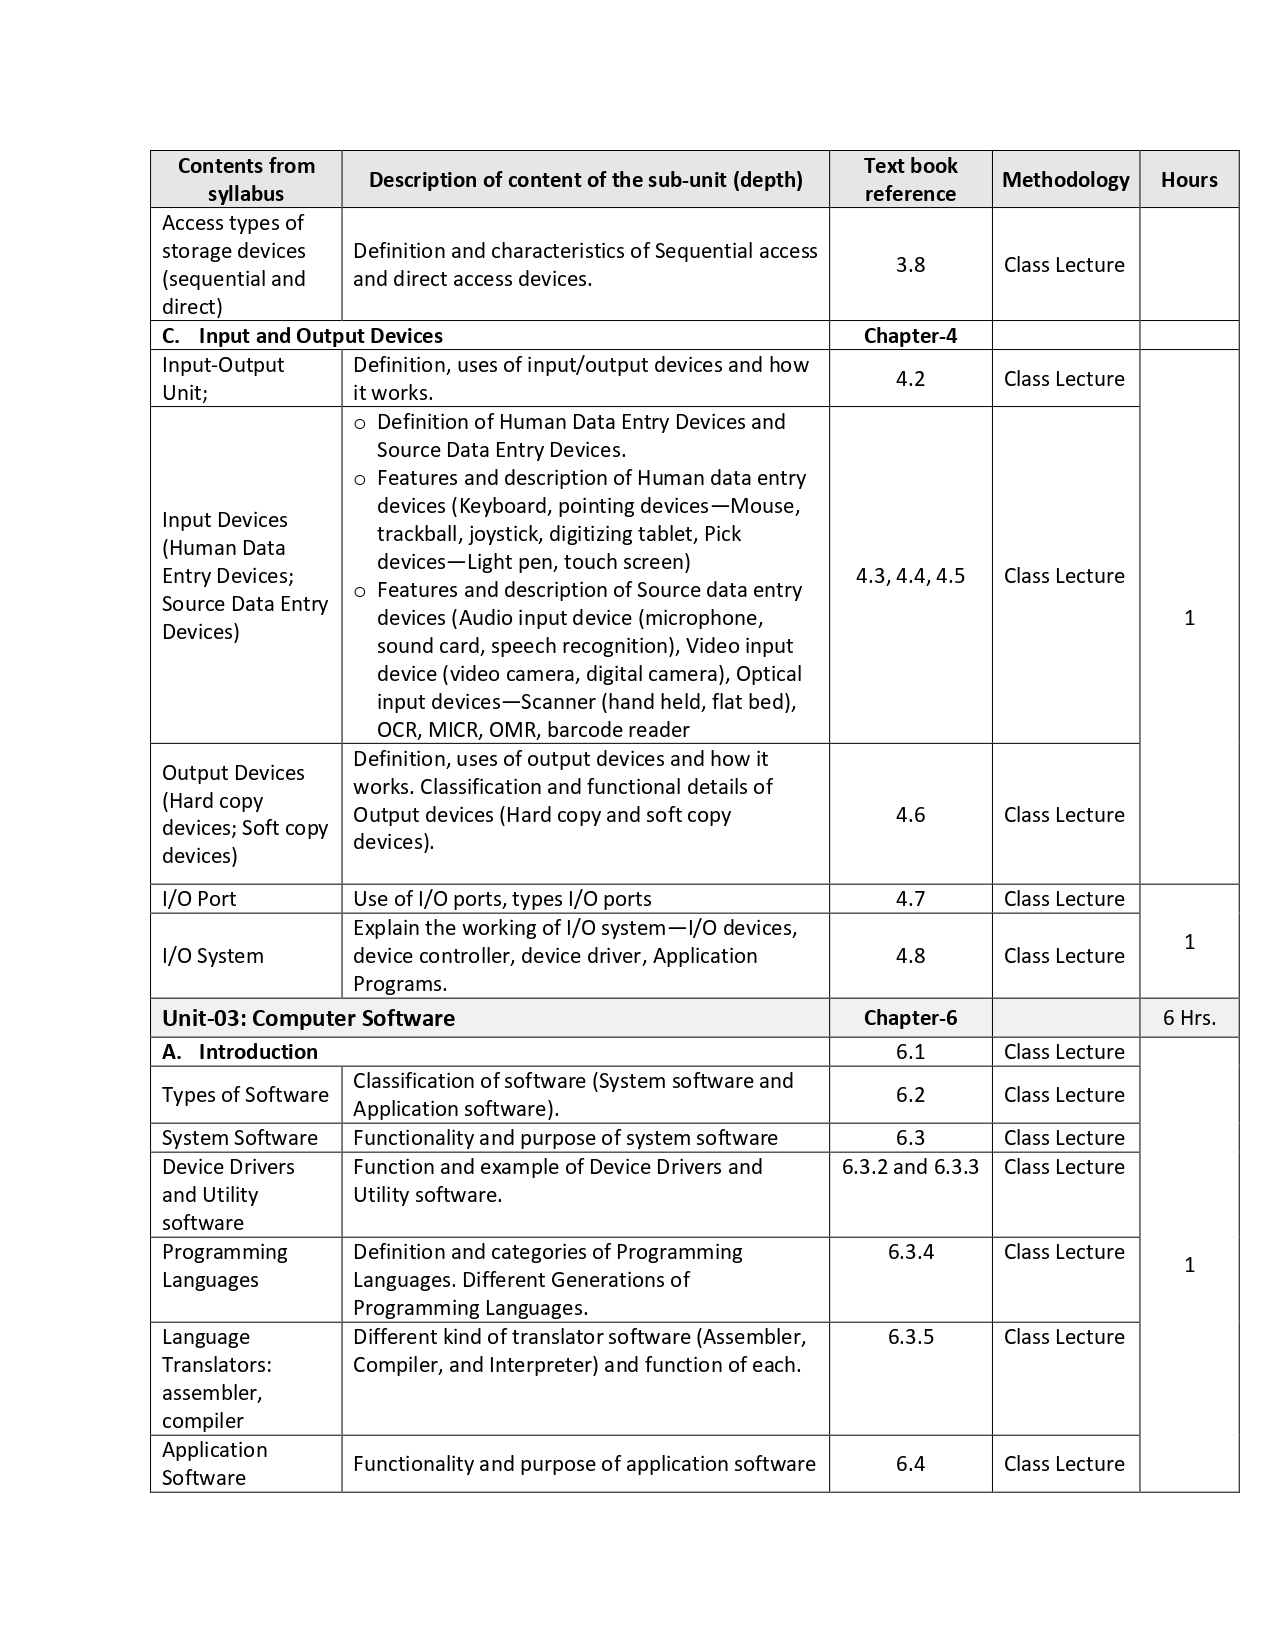 Contents from
syllabus
Description of content of the sub-unit (depth)
Text book
reference
Methodology
Hours
Access types of
storage devices
(sequential and
direct)
Definition and characteristics of Sequential access
and direct access devices.
3.8
Class Lecture
C. Input and Output Devices
Chapter-4
Input-Output
Unit;
Definition, uses of input/output devices and how
it works.
4.2
Class Lecture
Input Devices
(Human Data
Entry Devices;
Source Data Entry
Devices)
o Definition of Human Data Entry Devices and
Source Data Entry Devices.
o Features and description of Human data entry
devices (Keyboard, pointing devices—Mouse,
trackball, joystick, digitizing tablet, Pick
devices—Light pen, touch screen)
o Features and description of Source data entry
devices (Audio input device (microphone,
sound card, speech recognition), Video input
device (video camera, digital camera), Optical
input devices—Scanner (hand held, flat bed),
OCR, MICR, OMR, barcode reader
4.3, 4.4, 4.5
Class Lecture
1
Output Devices
(Hard copy
devices; Soft copy
devices)
Definition, uses of output devices and how it
works. Classification and functional details of
Output devices (Hard copy and soft copy
devices).
4.6
Class Lecture
I/O Port
Use of I/O ports, types I/O ports
4.7
Class Lecture
I/O System
Explain the working of I/O system—I/O devices,
device controller, device driver, Application
Programs.
4.8
Class Lecture
1
Unit-03: Computer Software
Chapter-6
6 Hrs.
A. Introduction
6.1
Class Lecture
Types of Software
Classification of software (System software and
Application software).
6.2
Class Lecture
System Software
Functionality and purpose of system software
6.3
Class Lecture
Device Drivers
and Utility
software
Function and example of Device Drivers and
Utility software.
6.3.2 and 6.3.3
Class Lecture
Programming
Languages
Definition and categories of Programming
Languages. Different Generations of
Programming Languages.
6.3.4
Class Lecture
1
Language
Translators:
assembler,
compiler
Different kind of translator software (Assembler,
Compiler, and Interpreter) and function of each.
6.3.5
Class Lecture
Application
Software
Functionality and purpose of application software
6.4
Class Lecture